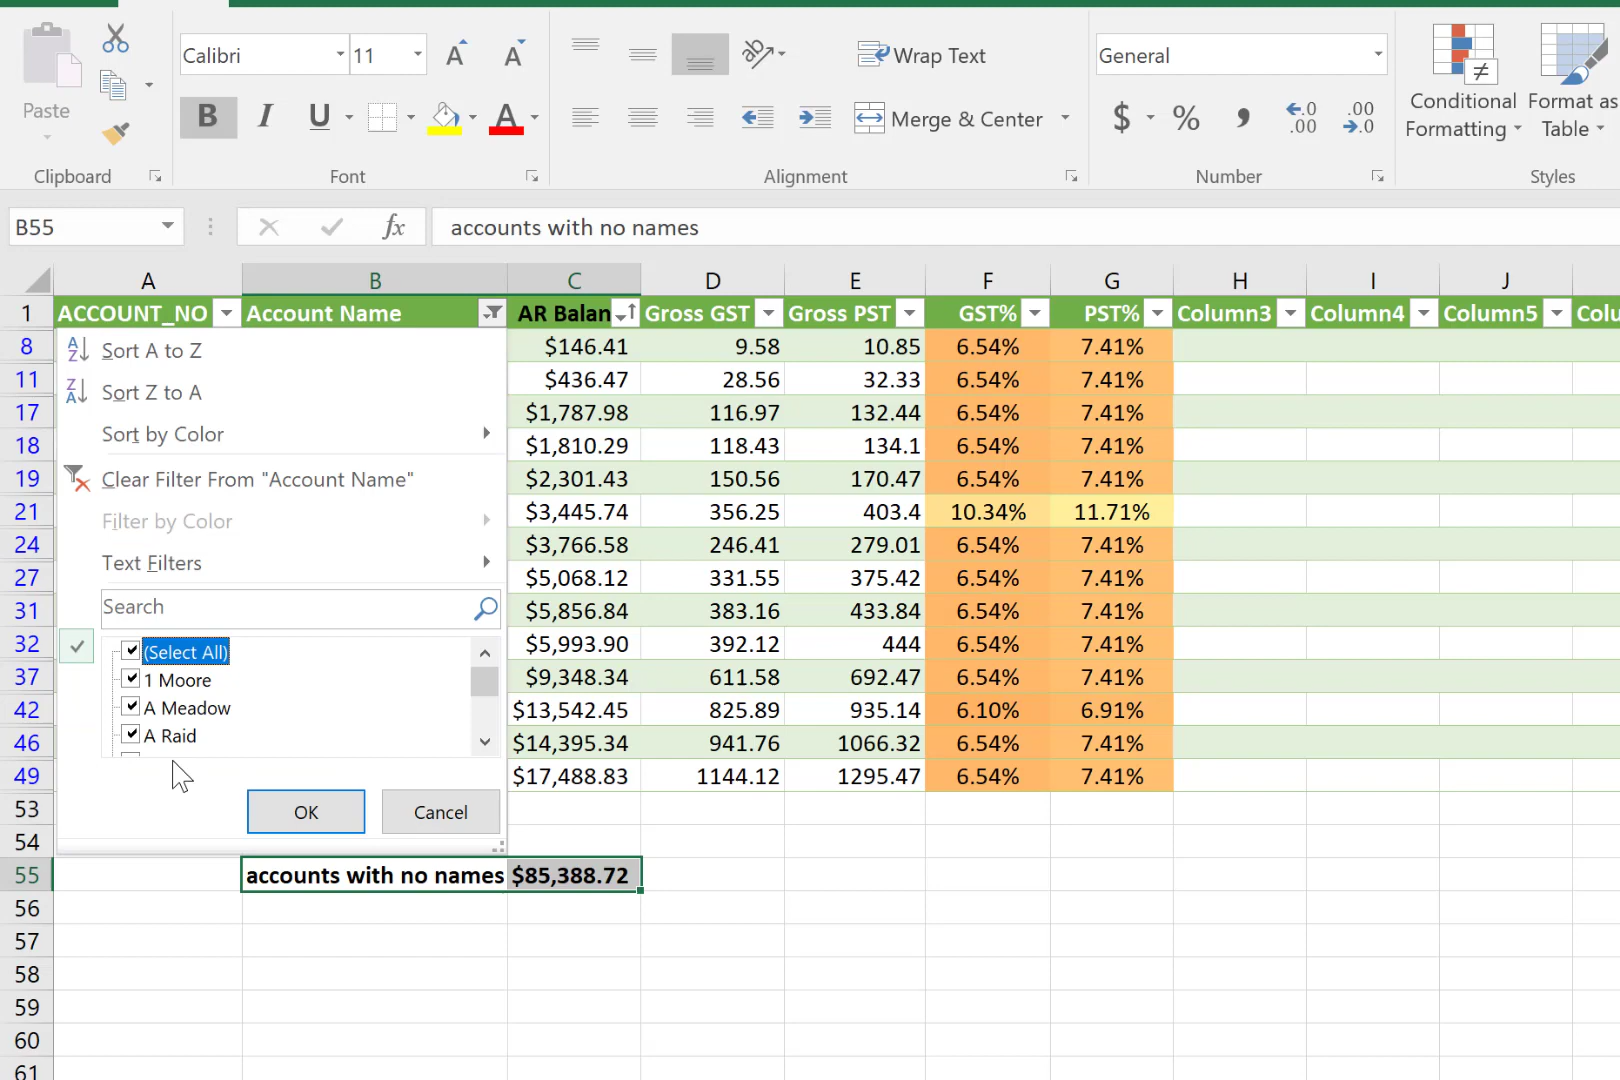 Calibri 11 A A Wrap Text General
Paste B I U A Merge & Center $ % , .0 .00 .00 .0 Conditional Formatting Format as Table
Clipboard Font Alignment Number Styles
B55 fx accounts with no names
A B C D E F G H I J
1 ACCOUNT_NO Account Name AR Balan Gross GST Gross PST GST% PST% Column3 Column4 Column5 Colu
8 $146.41 9.58 10.85 6.54% 7.41%
11 $436.47 28.56 32.33 6.54% 7.41%
17 $1,787.98 116.97 132.44 6.54% 7.41%
18 $1,810.29 118.43 134.1 6.54% 7.41%
19 $2,301.43 150.56 170.47 6.54% 7.41%
21 $3,445.74 356.25 403.4 10.34% 11.71%
24 $3,766.58 246.41 279.01 6.54% 7.41%
27 $5,068.12 331.55 375.42 6.54% 7.41%
31 $5,856.84 383.16 433.84 6.54% 7.41%
32 $5,993.90 392.12 444 6.54% 7.41%
37 $9,348.34 611.58 692.47 6.54% 7.41%
42 $13,542.45 825.89 935.14 6.10% 6.91%
46 $14,395.34 941.76 1066.32 6.54% 7.41%
49 $17,488.83 1144.12 1295.47 6.54% 7.41%
Sort A to Z
Sort Z to A
Sort by Color
Clear Filter From "Account Name"
Filter by Color
Text Filters
Search
(Select All)
1 Moore
A Meadow
A Raid
OK Cancel
53
54
55 accounts with no names $85,388.72
56
57
58
59
60
61